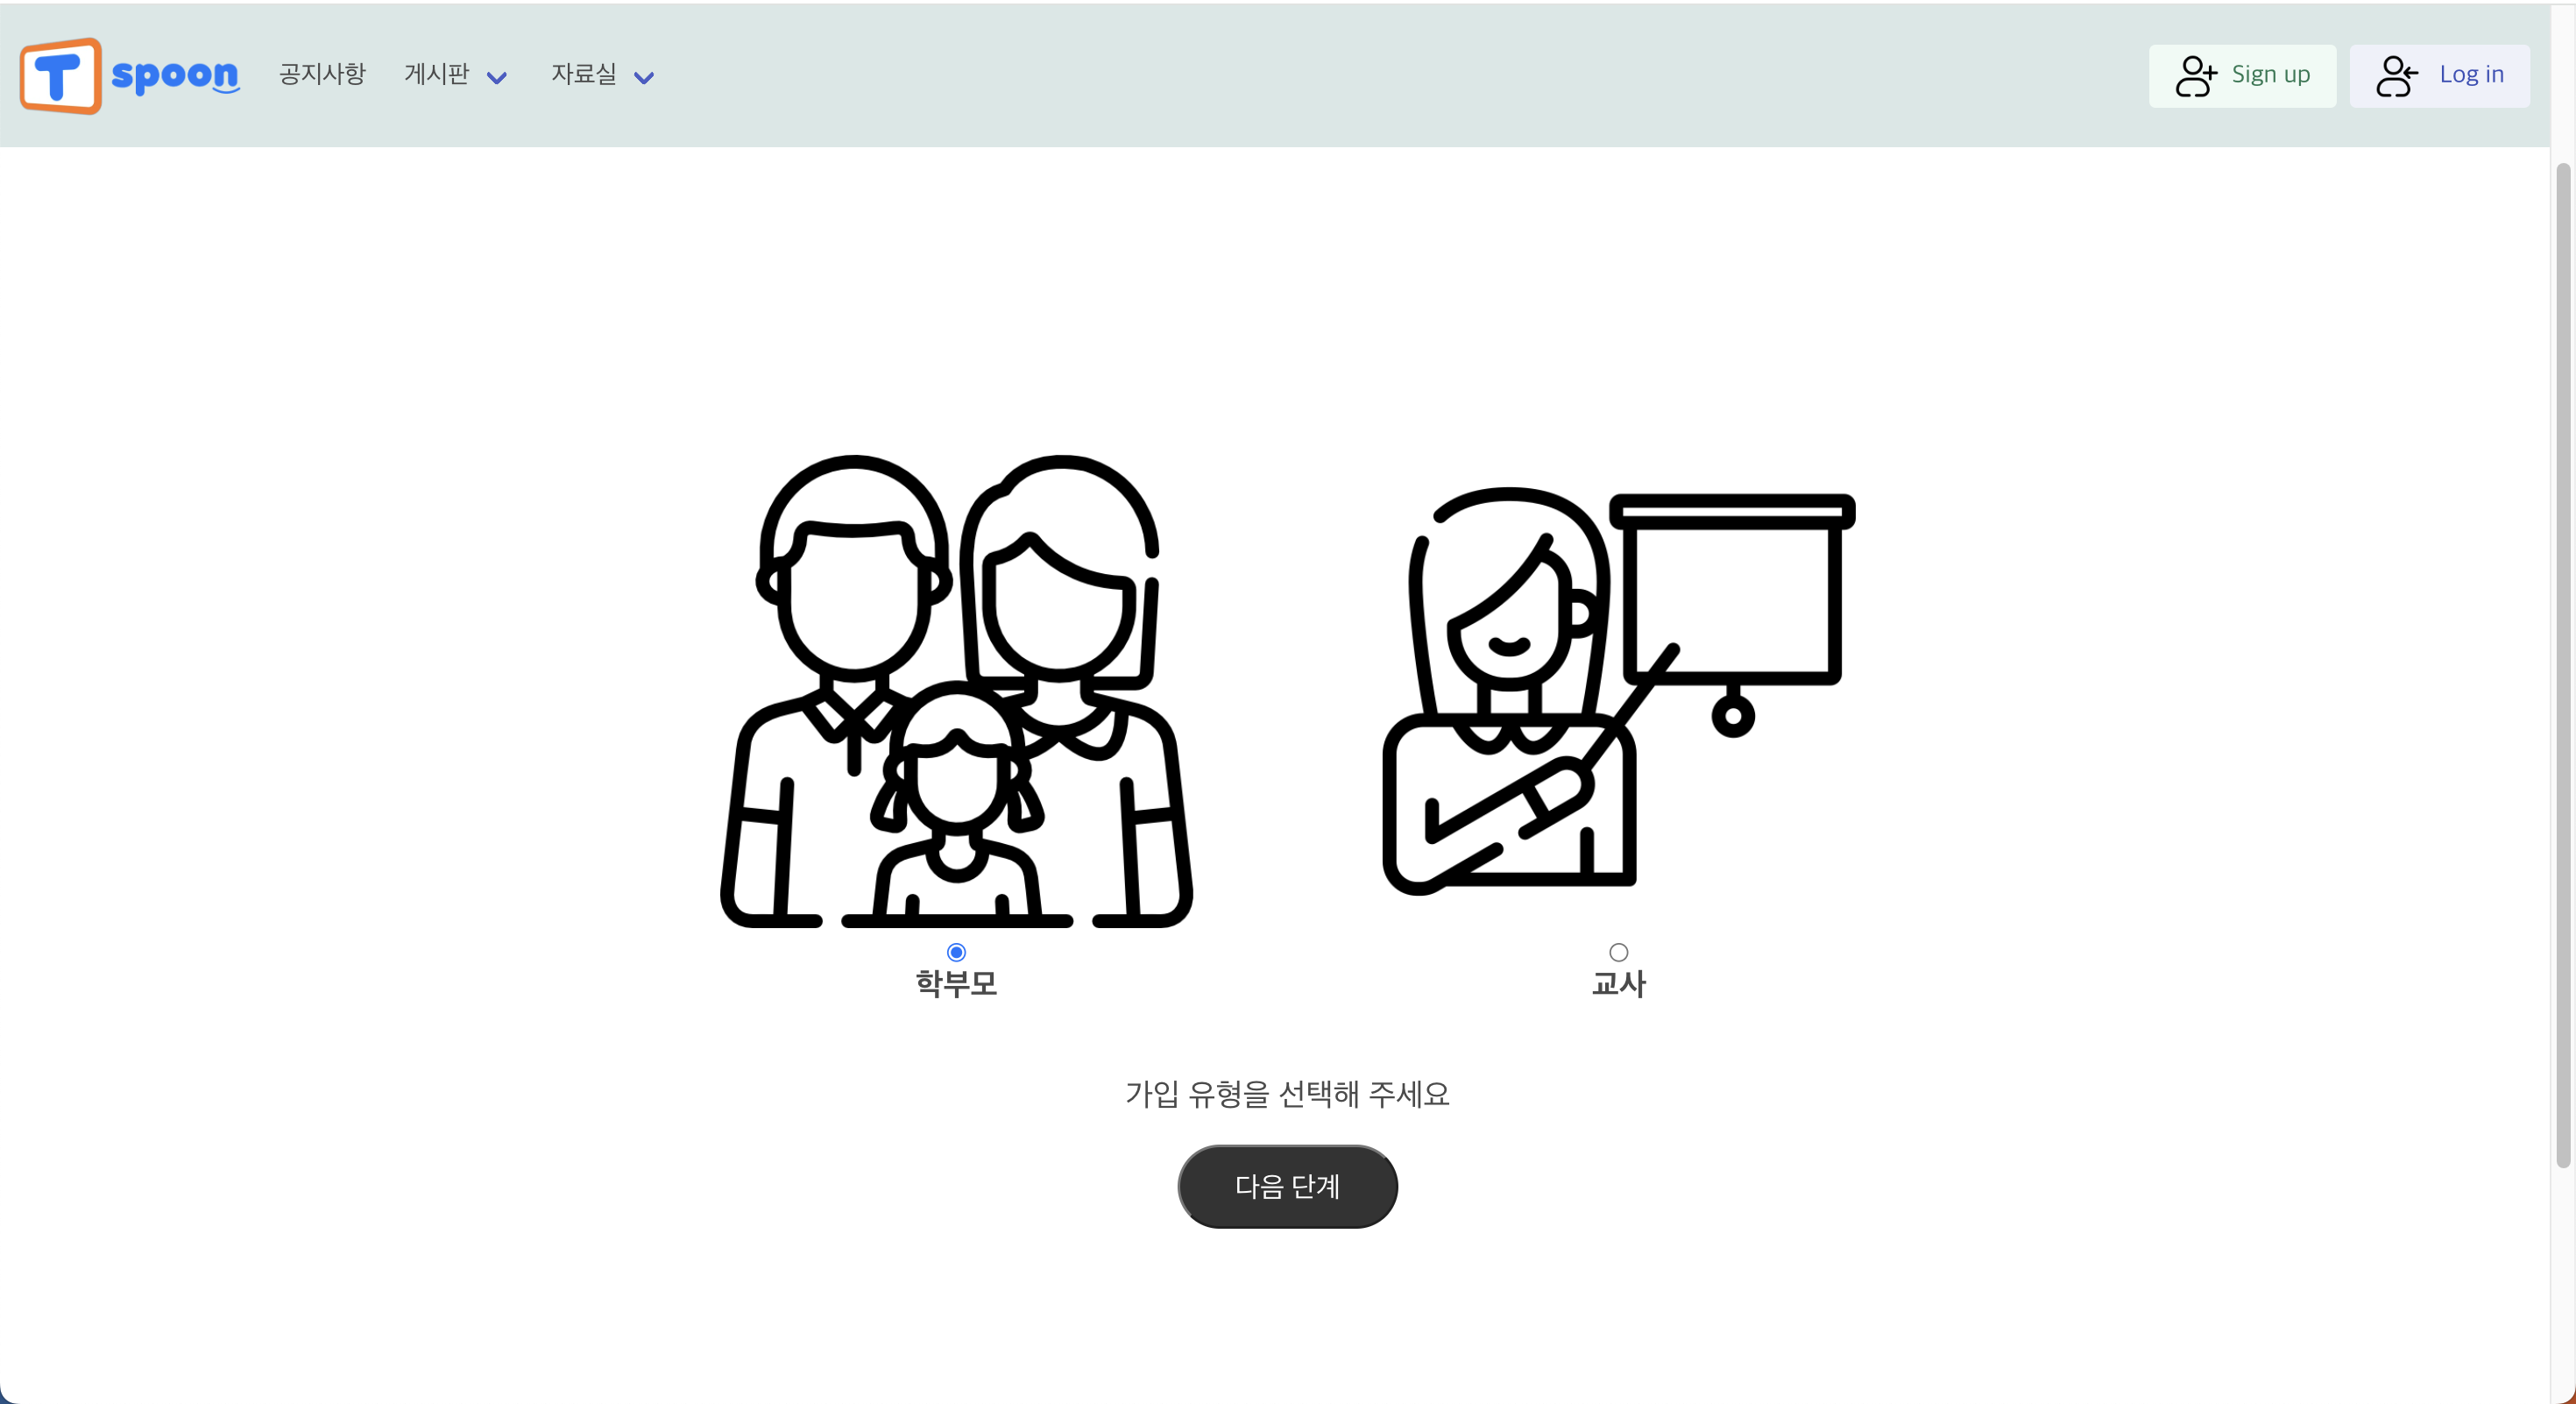 T spoon
공지사항
게시판
자료실
Sign up
Log in
학부모
교사
가입 유형을 선택해 주세요
다음 단계